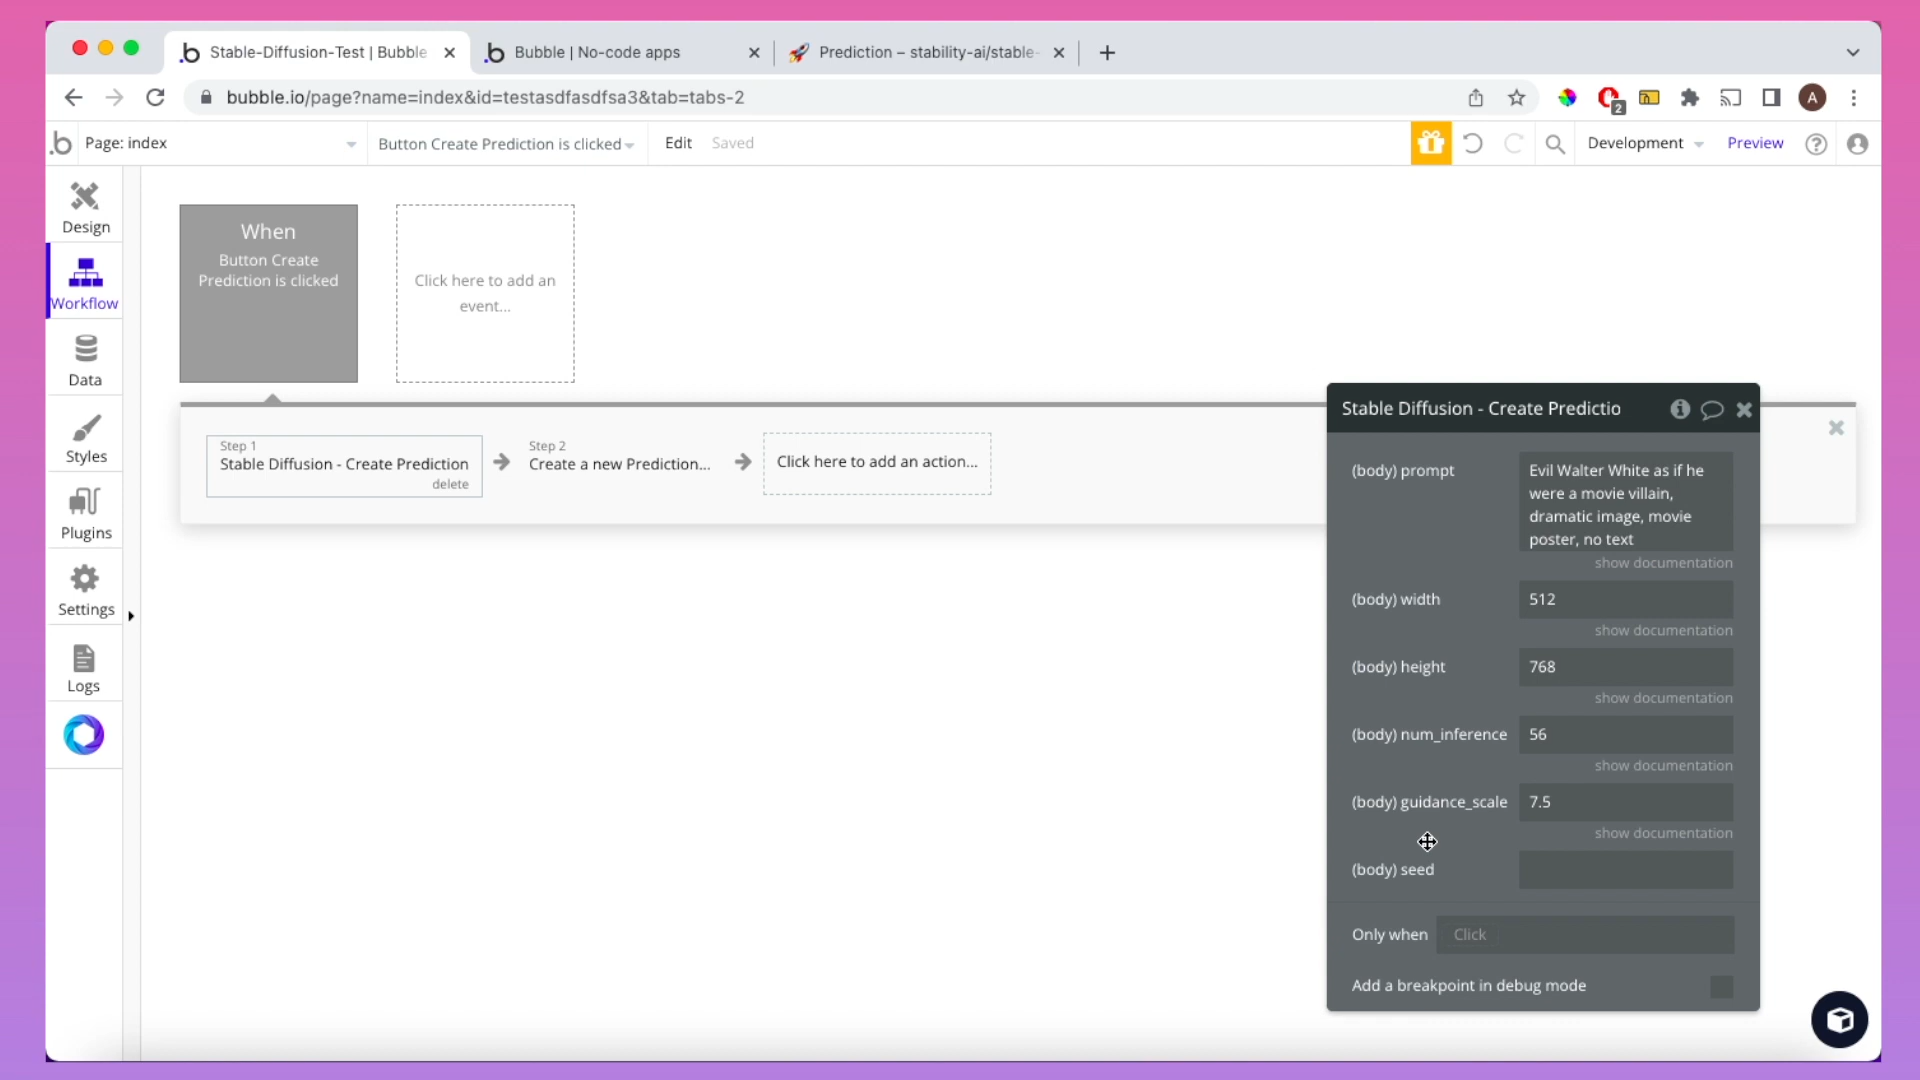 Stable-Diffusion-Test | Bubble
Bubble | No-code apps
Prediction – stability-ai/stable-
bubble.io/page?name=index&id=testasdfasdfsa3&tab=tabs-2
2
A
Page: index
Button Create Prediction is clicked
Edit
Saved
Development
Preview
Design
Workflow
Data
Styles
Plugins
Settings
Logs
When
Button Create
Prediction is clicked
Click here to add an
event...
Step 1
Stable Diffusion - Create Prediction
delete
Step 2
Create a new Prediction...
Click here to add an action...
Stable Diffusion - Create Predictio
(body) prompt
Evil Walter White as if he
were a movie villain,
dramatic image, movie
poster, no text
show documentation
(body) width
512
show documentation
(body) height
768
show documentation
(body) num_inference
56
show documentation
(body) guidance_scale
7.5
show documentation
(body) seed
Only when
Click
Add a breakpoint in debug mode